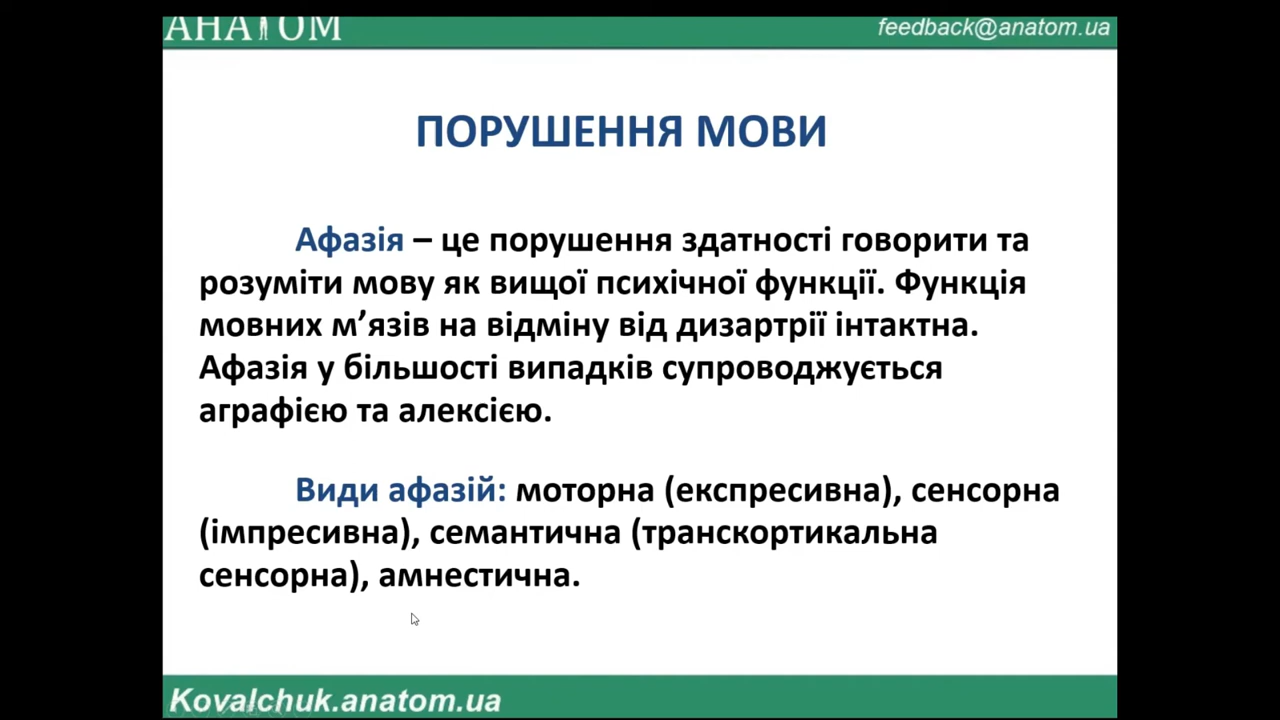 АНАТОМ
feedback@anatom.ua
ПОРУШЕННЯ МОВИ
Афазія – це порушення здатності говорити та
розуміти мову як вищої психічної функції. Функція
мовних м’язів на відміну від дизартрії інтактна.
Афазія у більшості випадків супроводжується
аграфією та алексією.
Види афазій: моторна (експресивна), сенсорна
(імпресивна), семантична (транскортикальна
сенсорна), амнестична.
Kovalchuk.anatom.ua